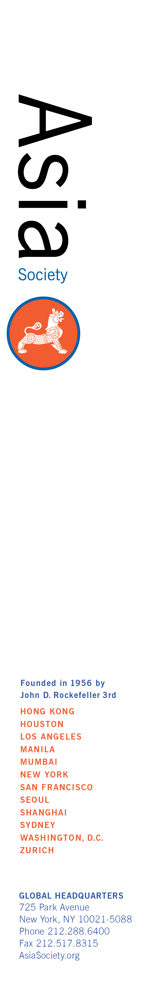 Asia
Society
Founded in 1956 by
John D. Rockefeller 3rd
HONG KONG
HOUSTON
LOS ANGELES
MANILA
MUMBAI
NEW YORK
SAN FRANCISCO
SEOUL
SHANGHAI
SYDNEY
WASHINGTON, D.C.
ZURICH
GLOBAL HEADQUARTERS
725 Park Avenue
New York, NY 10021-5088
Phone 212.288.6400
Fax 212.517.8315
AsiaSociety.org